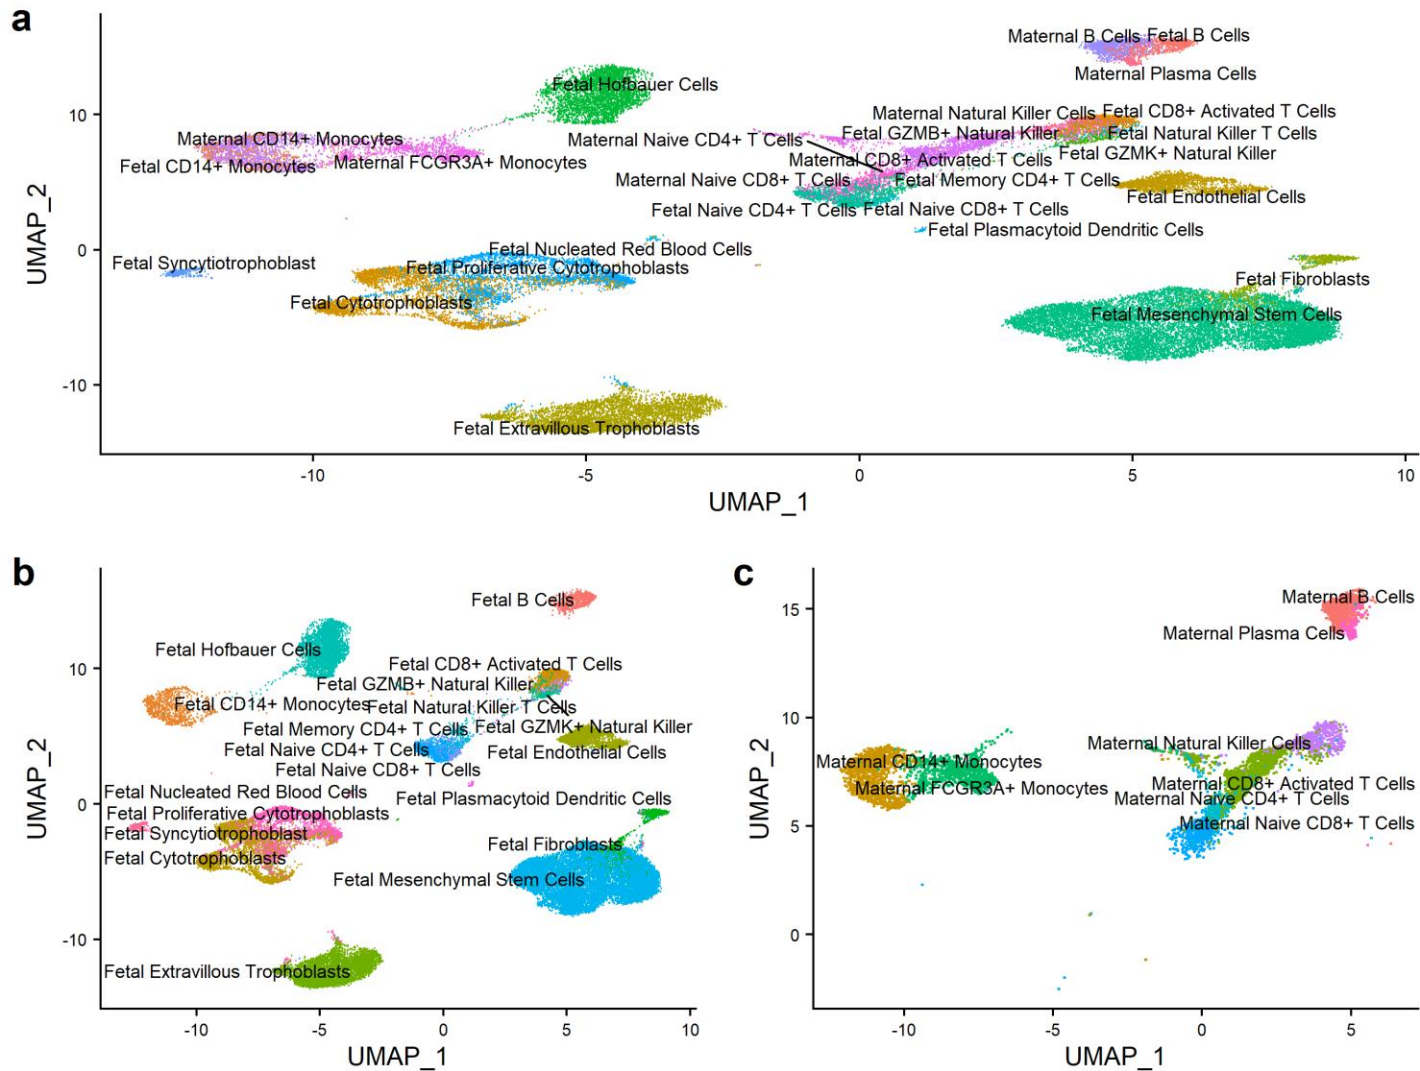 a
Maternal B Cells Fetal B Cells
Maternal Plasma Cells
Fetal Hofbauer Cells
Maternal Natural Killer Cells Fetal CD8+ Activated T Cells
Maternal CD14+ Monocytes
Maternal Naive CD4+ T Cells
Fetal GZMB+ Natural Killer
Fetal Natural Killer T Cells
Fetal CD14+ Monocytes
Maternal FCGR3A+ Monocytes
Maternal CD8+ Activated T Cells
Fetal GZMK+ Natural Killer
Maternal Naive CD8+ T Cells
Fetal Memory CD4+ T Cells
Fetal Endothelial Cells
Fetal Naive CD4+ T Cells
Fetal Naive CD8+ T Cells
Fetal Plasmacytoid Dendritic Cells
Fetal Nucleated Red Blood Cells
Fetal Syncytiotrophoblast
Fetal Proliferative Cytotrophoblasts
Fetal Fibroblasts
Fetal Cytotrophoblasts
Fetal Mesenchymal Stem Cells
Fetal Extravillous Trophoblasts
10
0
-10
UMAP_2
-10
-5
0
5
10
UMAP_1
b
Fetal B Cells
Fetal Hofbauer Cells
Fetal CD8+ Activated T Cells
Fetal GZMB+ Natural Killer
Fetal CD14+ Monocytes
Fetal Natural Killer T Cells
Fetal Memory CD4+ T Cells
Fetal GZMK+ Natural Killer
Fetal Naive CD4+ T Cells
Fetal Endothelial Cells
Fetal Naive CD8+ T Cells
Fetal Nucleated Red Blood Cells
Fetal Plasmacytoid Dendritic Cells
Fetal Proliferative Cytotrophoblasts
Fetal Syncytiotrophoblast
Fetal Fibroblasts
Fetal Cytotrophoblasts
Fetal Mesenchymal Stem Cells
Fetal Extravillous Trophoblasts
10
0
-10
UMAP_2
-10
-5
0
5
10
UMAP_1
c
Maternal B Cells
Maternal Plasma Cells
Maternal Natural Killer Cells
Maternal CD14+ Monocytes
Maternal CD8+ Activated T Cells
Maternal FCGR3A+ Monocytes
Maternal Naive CD4+ T Cells
Maternal Naive CD8+ T Cells
15
10
5
0
UMAP_2
-10
-5
0
5
UMAP_1